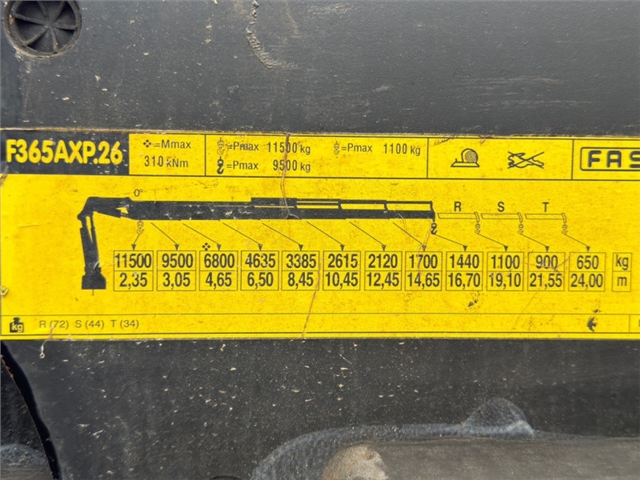 F365AXP.26
=Mmax
310 kNm
=Pmax 11500 kg
=Pmax 9500 kg
=Pmax 1100 kg
FAS
0°
R S T
11500 9500 6800 4635 3385 2615 2120 1700 1440 1100 900 650 kg
2,35 3,05 4,65 6,50 8,45 10,45 12,45 14,65 16,70 19,10 21,55 24,00 m
kg R (72) S (44) T (34)